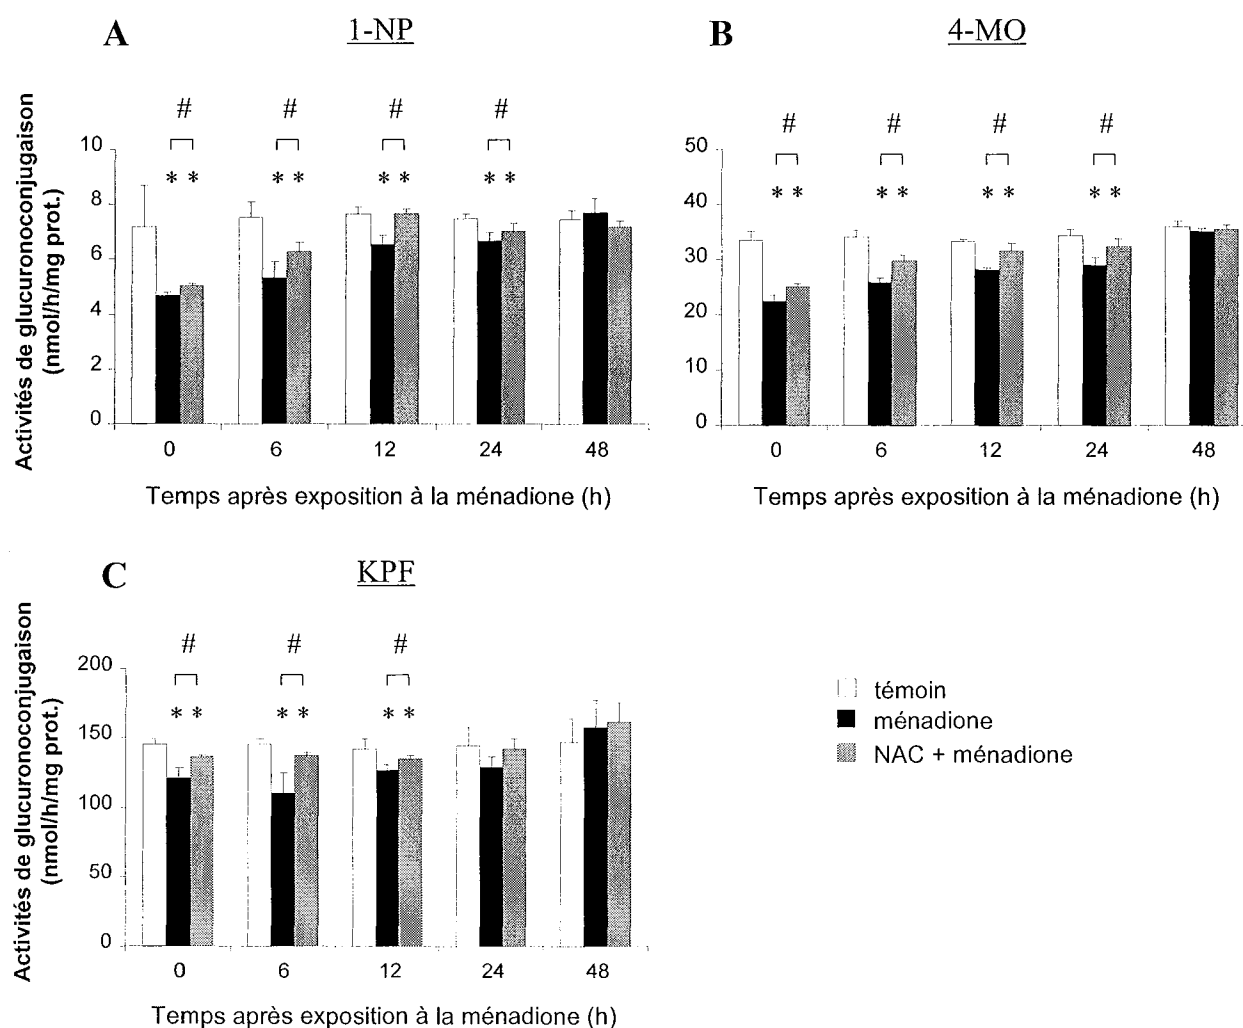 A
1-NP
# # # #
* * * * * * * *
Activités de glucuronoconjugaison
(nmol/h/mg prot.)
10
8
6
4
2
0
0 6 12 24 48
Temps après exposition à la ménadione (h)
B
4-MO
# # # #
* * * * * * * *
50
40
30
20
10
0
0 6 12 24 48
Temps après exposition à la ménadione (h)
C
KPF
# # #
* * * * * *
Activités de glucuronoconjugaison
(nmol/h/mg prot.)
200
150
100
50
0
0 6 12 24 48
Temps après exposition à la ménadione (h)
témoin
ménadione
NAC + ménadione